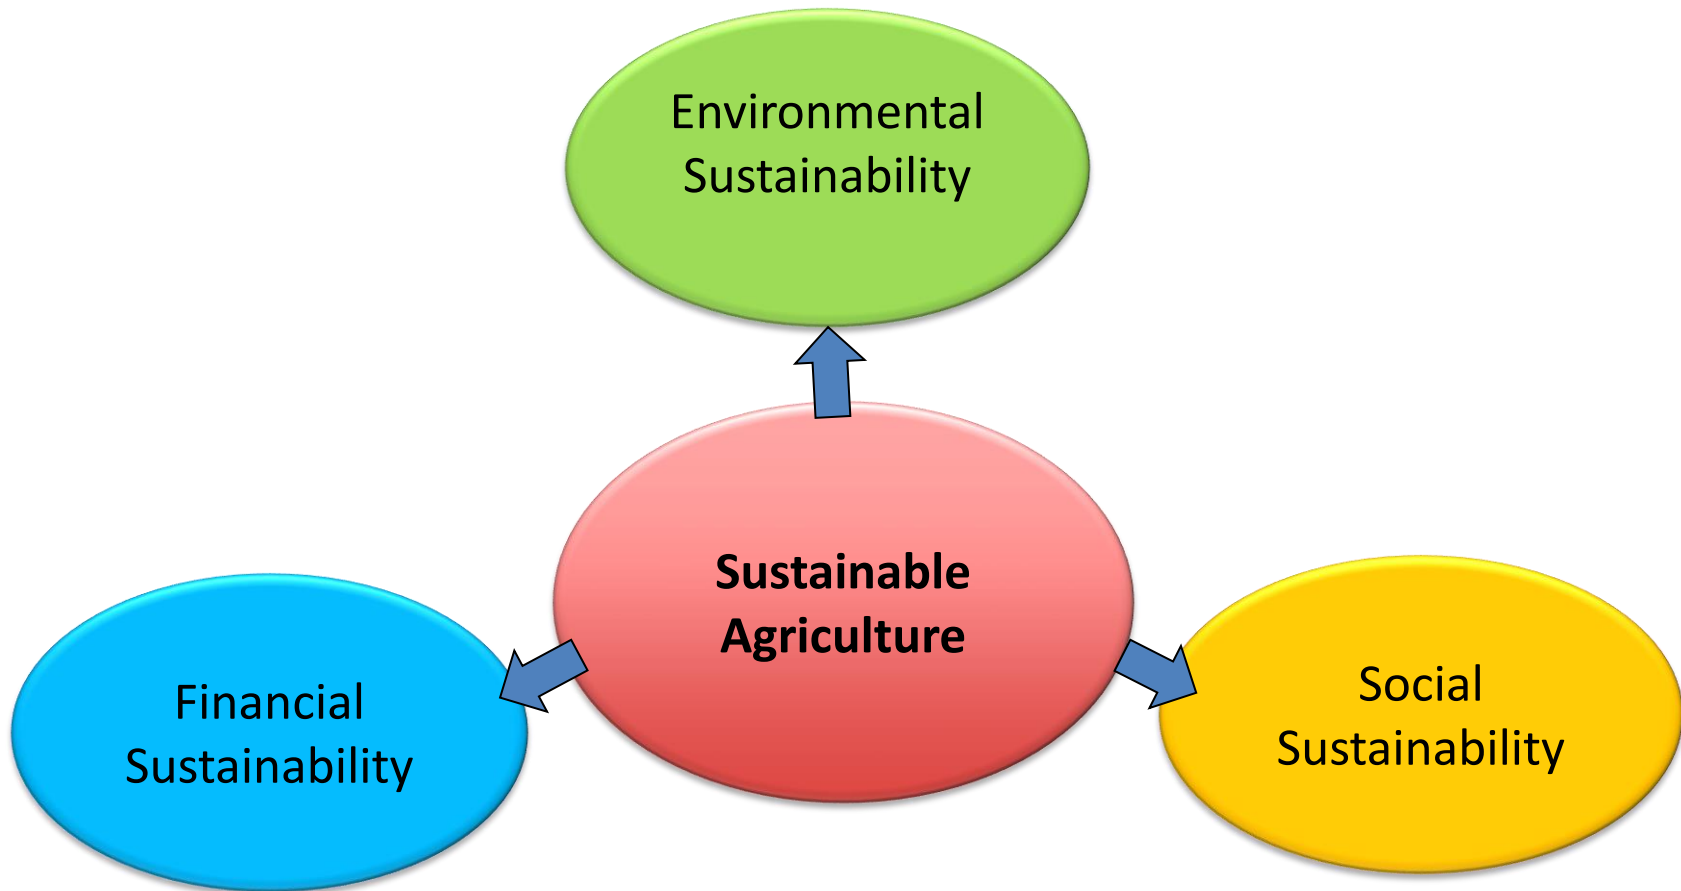 Environmental
Sustainability
Sustainable
Agriculture
Financial
Sustainability
Social
Sustainability